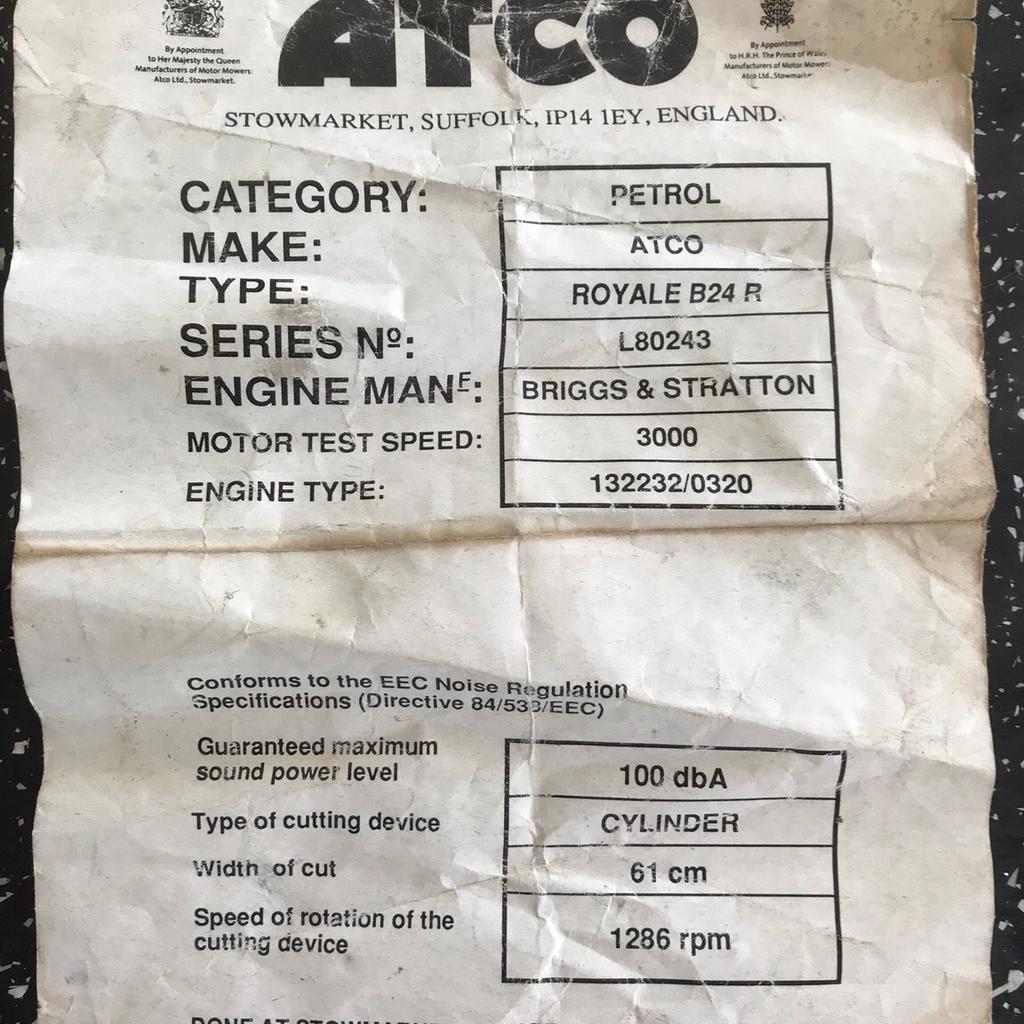 ATCO
By Appointment
to Her Majesty the Queen
Manufacturers of Motor Mowers:
Atco Ltd., Stowmarket.
By Appointment
to H.R.H. The Prince of Wales
Manufacturers of Motor Mowers
Atco Ltd., Stowmarket
STOWMARKET, SUFFOLK, IP14 1EY, ENGLAND.
CATEGORY: PETROL
MAKE: ATCO
TYPE: ROYALE B24 R
SERIES Nº: L80243
ENGINE MANF: BRIGGS & STRATTON
MOTOR TEST SPEED: 3000
ENGINE TYPE: 132232/0320
Conforms to the EEC Noise Regulation
Specifications (Directive 84/538/EEC)
Guaranteed maximum
sound power level 100 dbA
Type of cutting device CYLINDER
Width of cut 61 cm
Speed of rotation of the
cutting device 1286 rpm
DONE AT